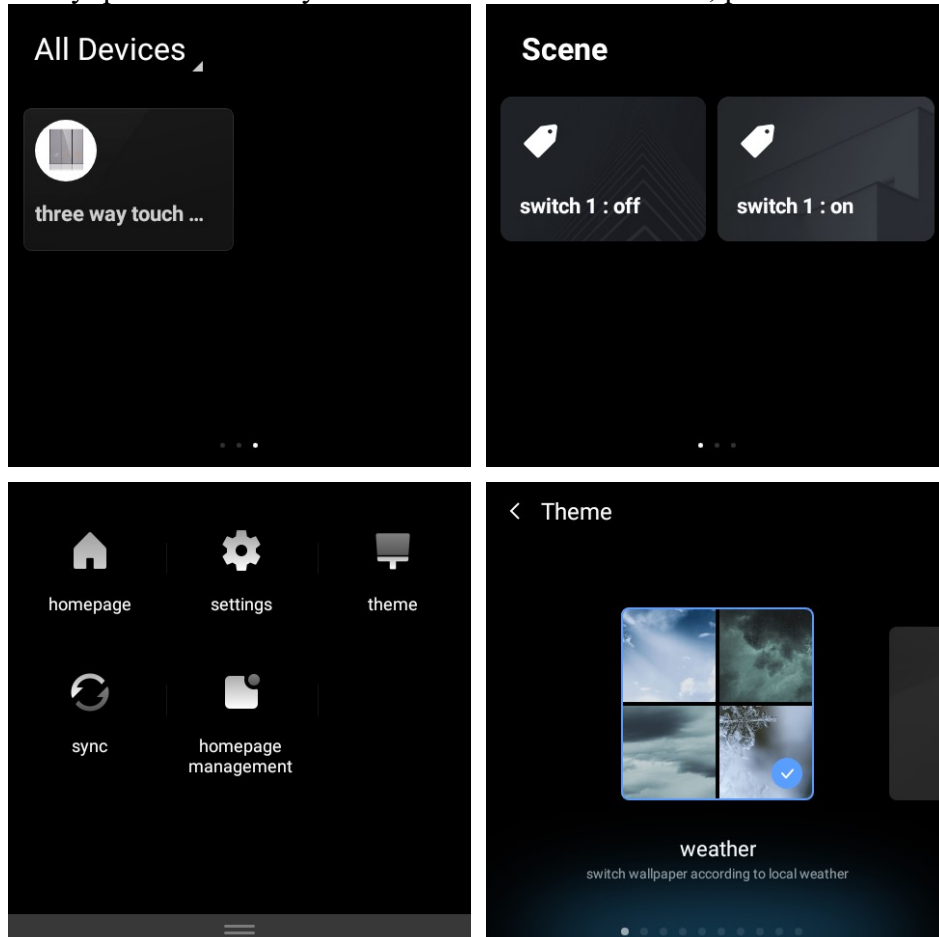 All Devices
three way touch ...
Scene
switch 1 : off
switch 1 : on
homepage
settings
theme
sync
homepage
management
Theme
weather
switch wallpaper according to local weather